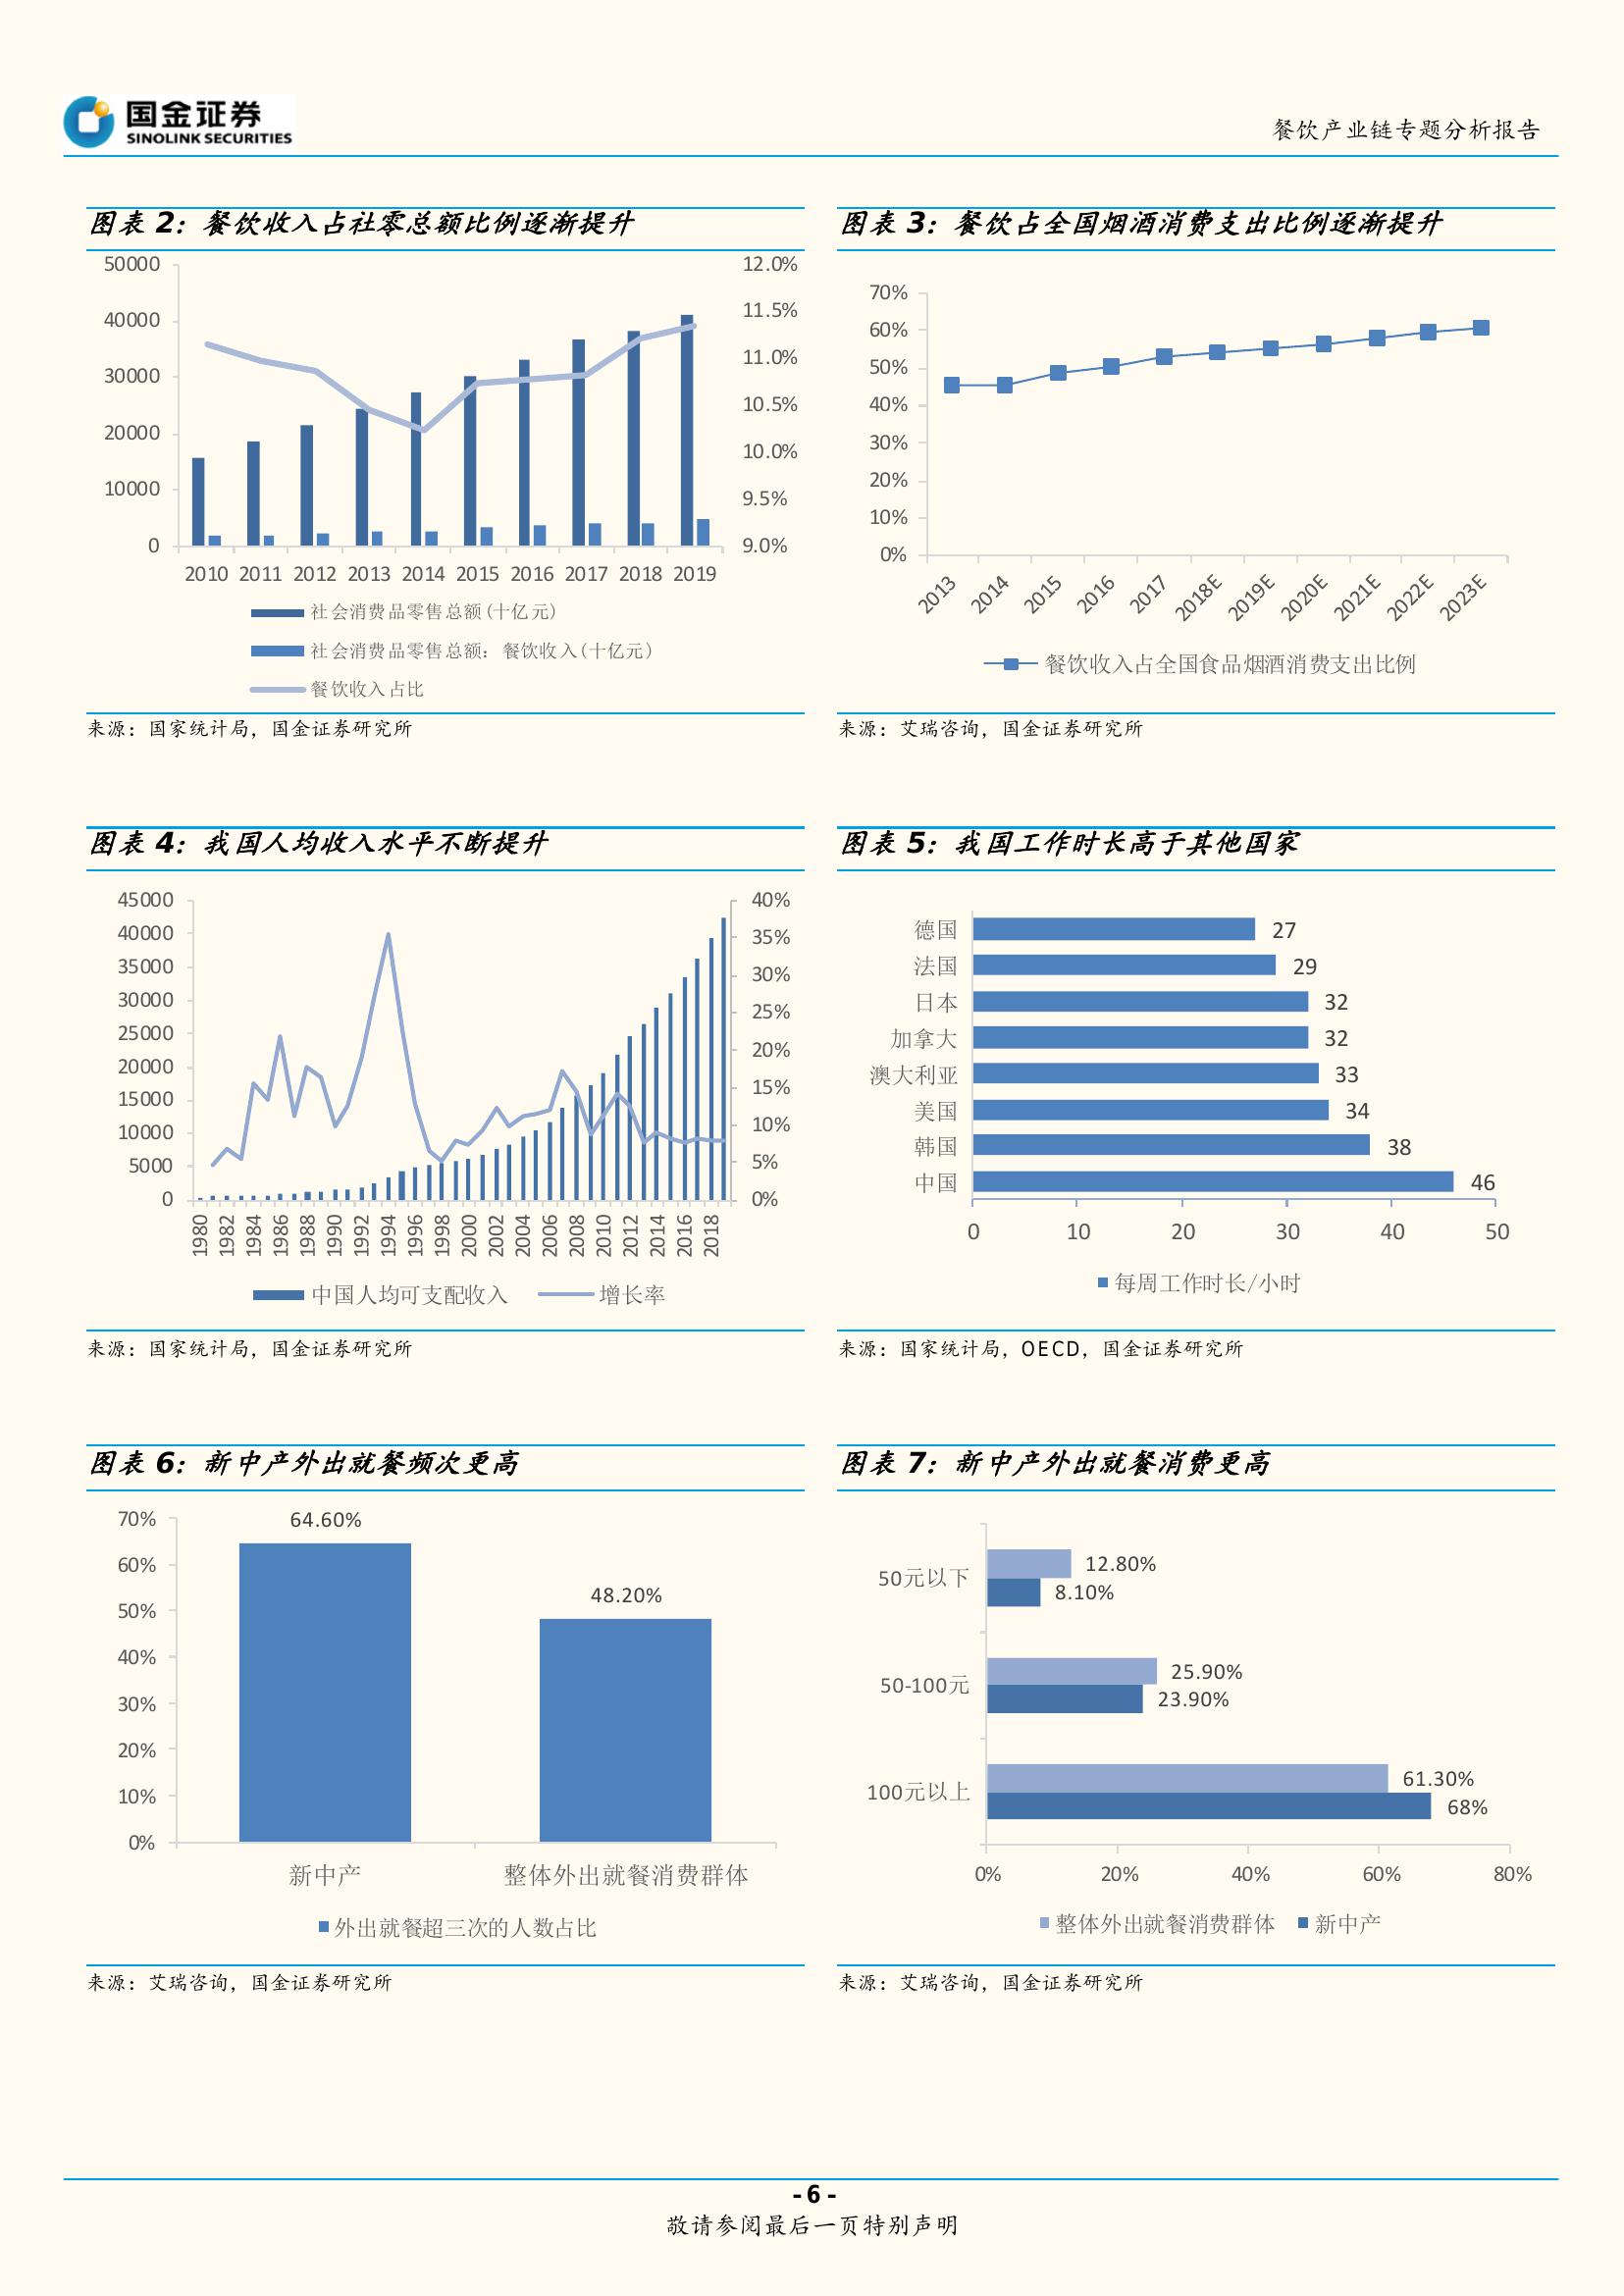 国金证券
SINOLINK SECURITIES
餐饮产业链专题分析报告
图表 2：餐饮收入占社零总额比例逐渐提升
50000
40000
30000
20000
10000
0
12.0%
11.5%
11.0%
10.5%
10.0%
9.5%
9.0%
2010 2011 2012 2013 2014 2015 2016 2017 2018 2019
社会消费品零售总额(十亿元)
社会消费品零售总额：餐饮收入(十亿元)
餐饮收入占比
来源：国家统计局，国金证券研究所
图表 3：餐饮占全国烟酒消费支出比例逐渐提升
70%
60%
50%
40%
30%
20%
10%
0%
2013 2014 2015 2016 2017 2018E 2019E 2020E 2021E 2022E 2023E
餐饮收入占全国食品烟酒消费支出比例
来源：艾瑞咨询，国金证券研究所
图表 4：我国人均收入水平不断提升
45000
40000
35000
30000
25000
20000
15000
10000
5000
0
40%
35%
30%
25%
20%
15%
10%
5%
0%
1980 1982 1984 1986 1988 1990 1992 1994 1996 1998 2000 2002 2004 2006 2008 2010 2012 2014 2016 2018
中国人均可支配收入 增长率
来源：国家统计局，国金证券研究所
图表 5：我国工作时长高于其他国家
德国 27
法国 29
日本 32
加拿大 32
澳大利亚 33
美国 34
韩国 38
中国 46
0 10 20 30 40 50
每周工作时长/小时
来源：国家统计局，OECD，国金证券研究所
图表 6：新中产外出就餐频次更高
70%
60%
50%
40%
30%
20%
10%
0%
64.60%
48.20%
新中产 整体外出就餐消费群体
外出就餐超三次的人数占比
来源：艾瑞咨询，国金证券研究所
图表 7：新中产外出就餐消费更高
50元以下
12.80%
8.10%
50-100元
25.90%
23.90%
100元以上
61.30%
68%
0% 20% 40% 60% 80%
整体外出就餐消费群体 新中产
来源：艾瑞咨询，国金证券研究所
- 6 -
敬请参阅最后一页特别声明